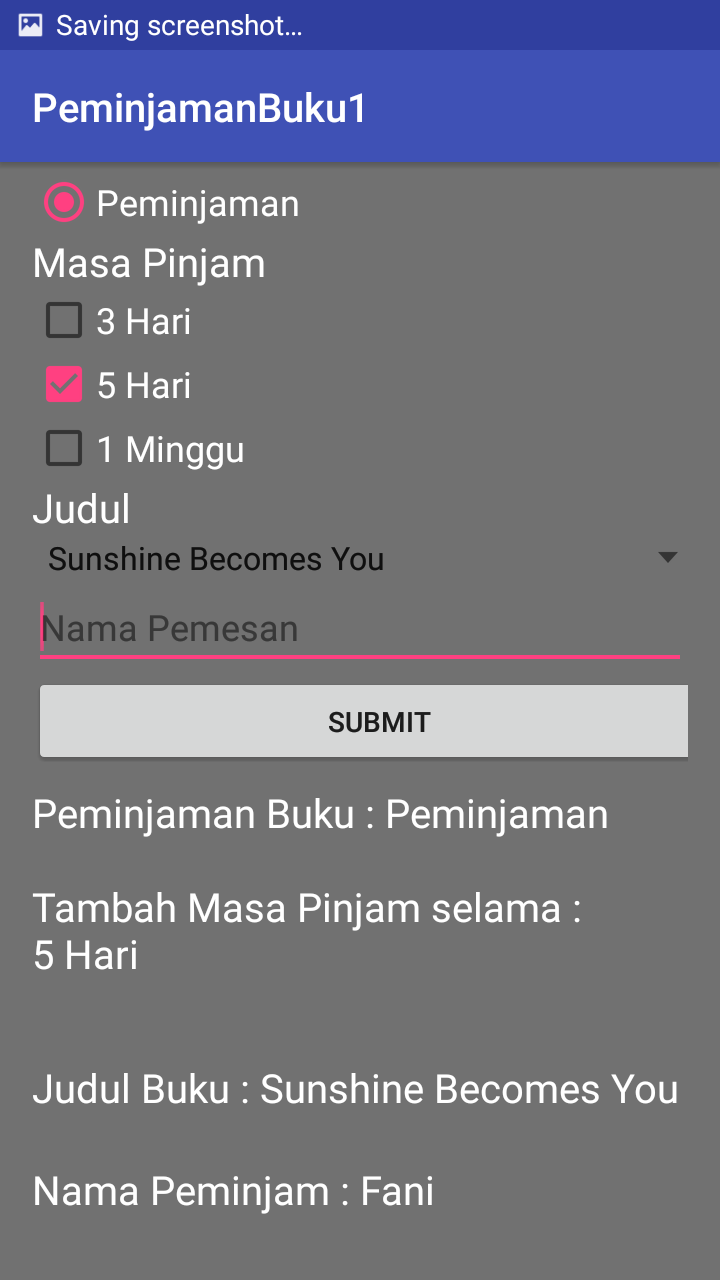 Saving screenshot...
PeminjamanBuku1
Peminjaman
Masa Pinjam
3 Hari
5 Hari
1 Minggu
Judul
Sunshine Becomes You
Nama Pemesan
SUBMIT
Peminjaman Buku : Peminjaman
Tambah Masa Pinjam selama :
5 Hari
Judul Buku : Sunshine Becomes You
Nama Peminjam : Fani